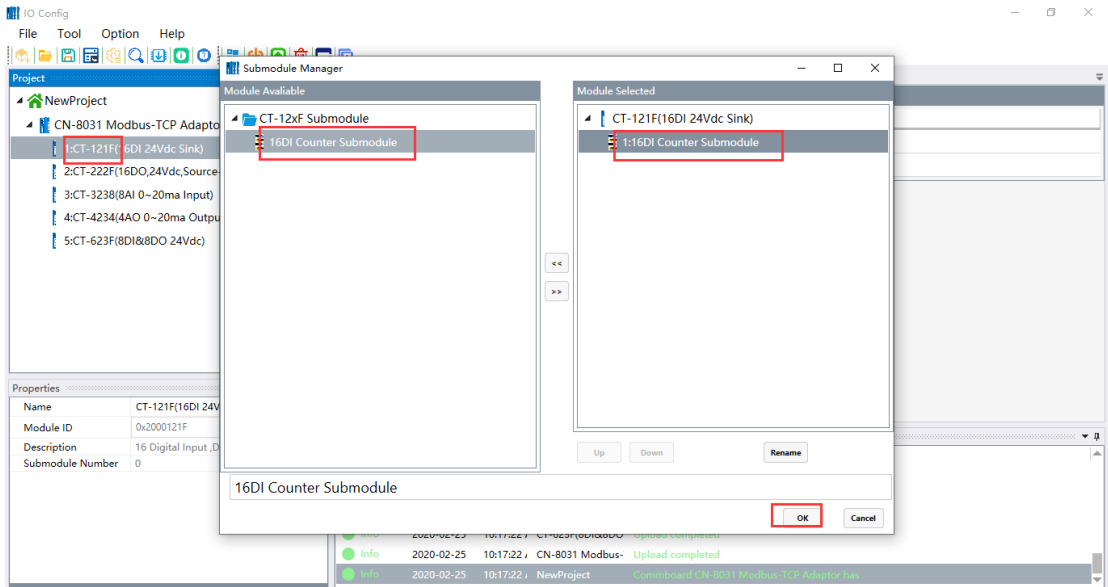 IO Config
File Tool Option Help
Project
NewProject
CN-8031 Modbus-TCP Adapto
1:CT-121F(16DI 24Vdc Sink)
2:CT-222F(16DO,24Vdc,Source-
3:CT-3238(8AI 0~20ma Input)
4:CT-4234(4AO 0~20ma Outpu
5:CT-623F(8DI&8DO 24Vdc)
Properties
Name CT-121F(16DI 24V
Module ID 0x2000121F
Description 16 Digital Input ,D
Submodule Number 0
Submodule Manager
Module Avaliable
CT-12xF Submodule
16DI Counter Submodule
<<
>>
Module Selected
CT-121F(16DI 24Vdc Sink)
1:16DI Counter Submodule
Up Down Rename
16DI Counter Submodule
OK Cancel
Info 2020-02-25 10:17:22 / CT-623F(8DI&8DO Upload completed
Info 2020-02-25 10:17:22 / CN-8031 Modbus- Upload completed
Info 2020-02-25 10:17:22 / NewProject Commboard CN-8031 Modbus-TCP Adaptor has